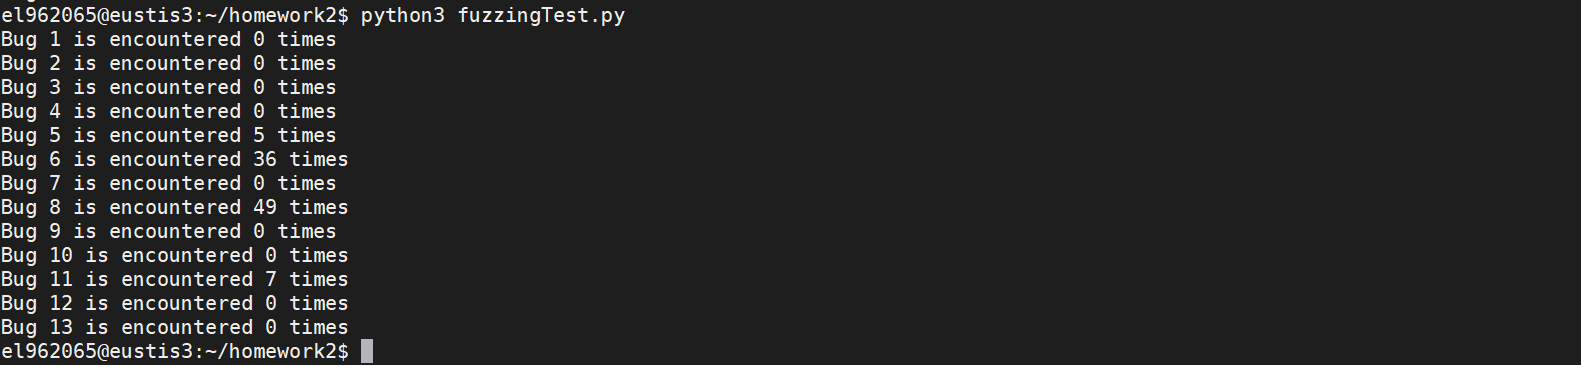 el962065@eustis3:~/homework2$ python3 fuzzingTest.py
Bug 1 is encountered 0 times
Bug 2 is encountered 0 times
Bug 3 is encountered 0 times
Bug 4 is encountered 0 times
Bug 5 is encountered 5 times
Bug 6 is encountered 36 times
Bug 7 is encountered 0 times
Bug 8 is encountered 49 times
Bug 9 is encountered 0 times
Bug 10 is encountered 0 times
Bug 11 is encountered 7 times
Bug 12 is encountered 0 times
Bug 13 is encountered 0 times
el962065@eustis3:~/homework2$